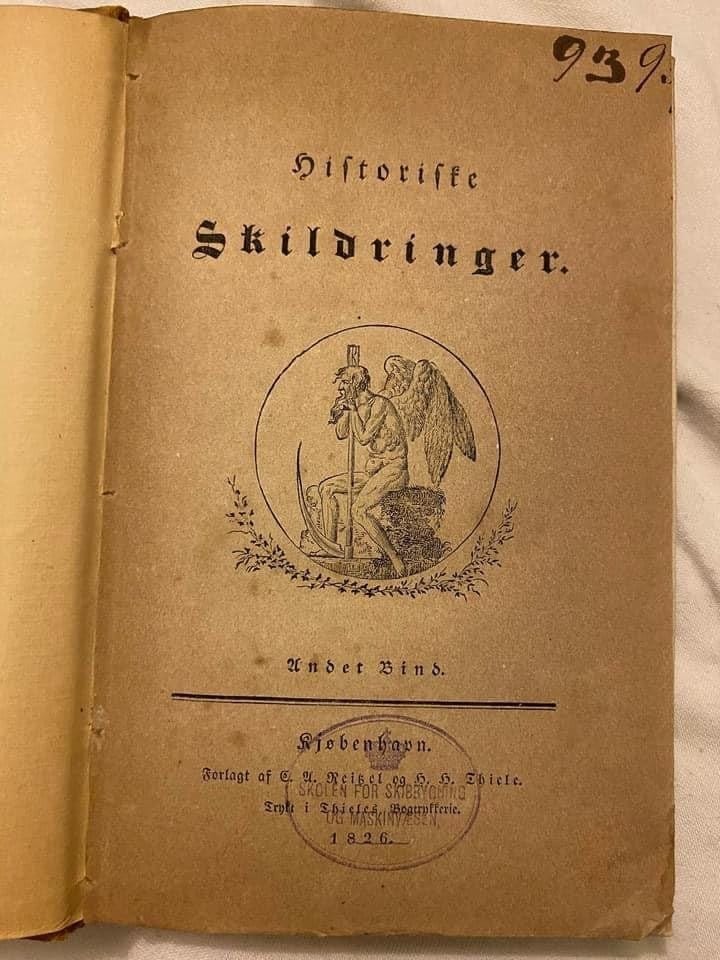 939.
Historiske
Skildringer.
Andet Bind.
Kjøbenhavn.
Forlagt af C. A. Reitzel og H. H. Thiele.
SKOLEN FOR SKIBBYGNING
Trykt i Thieles Bogtrykkerie.
OG MASKINVÆSEN,
1826.